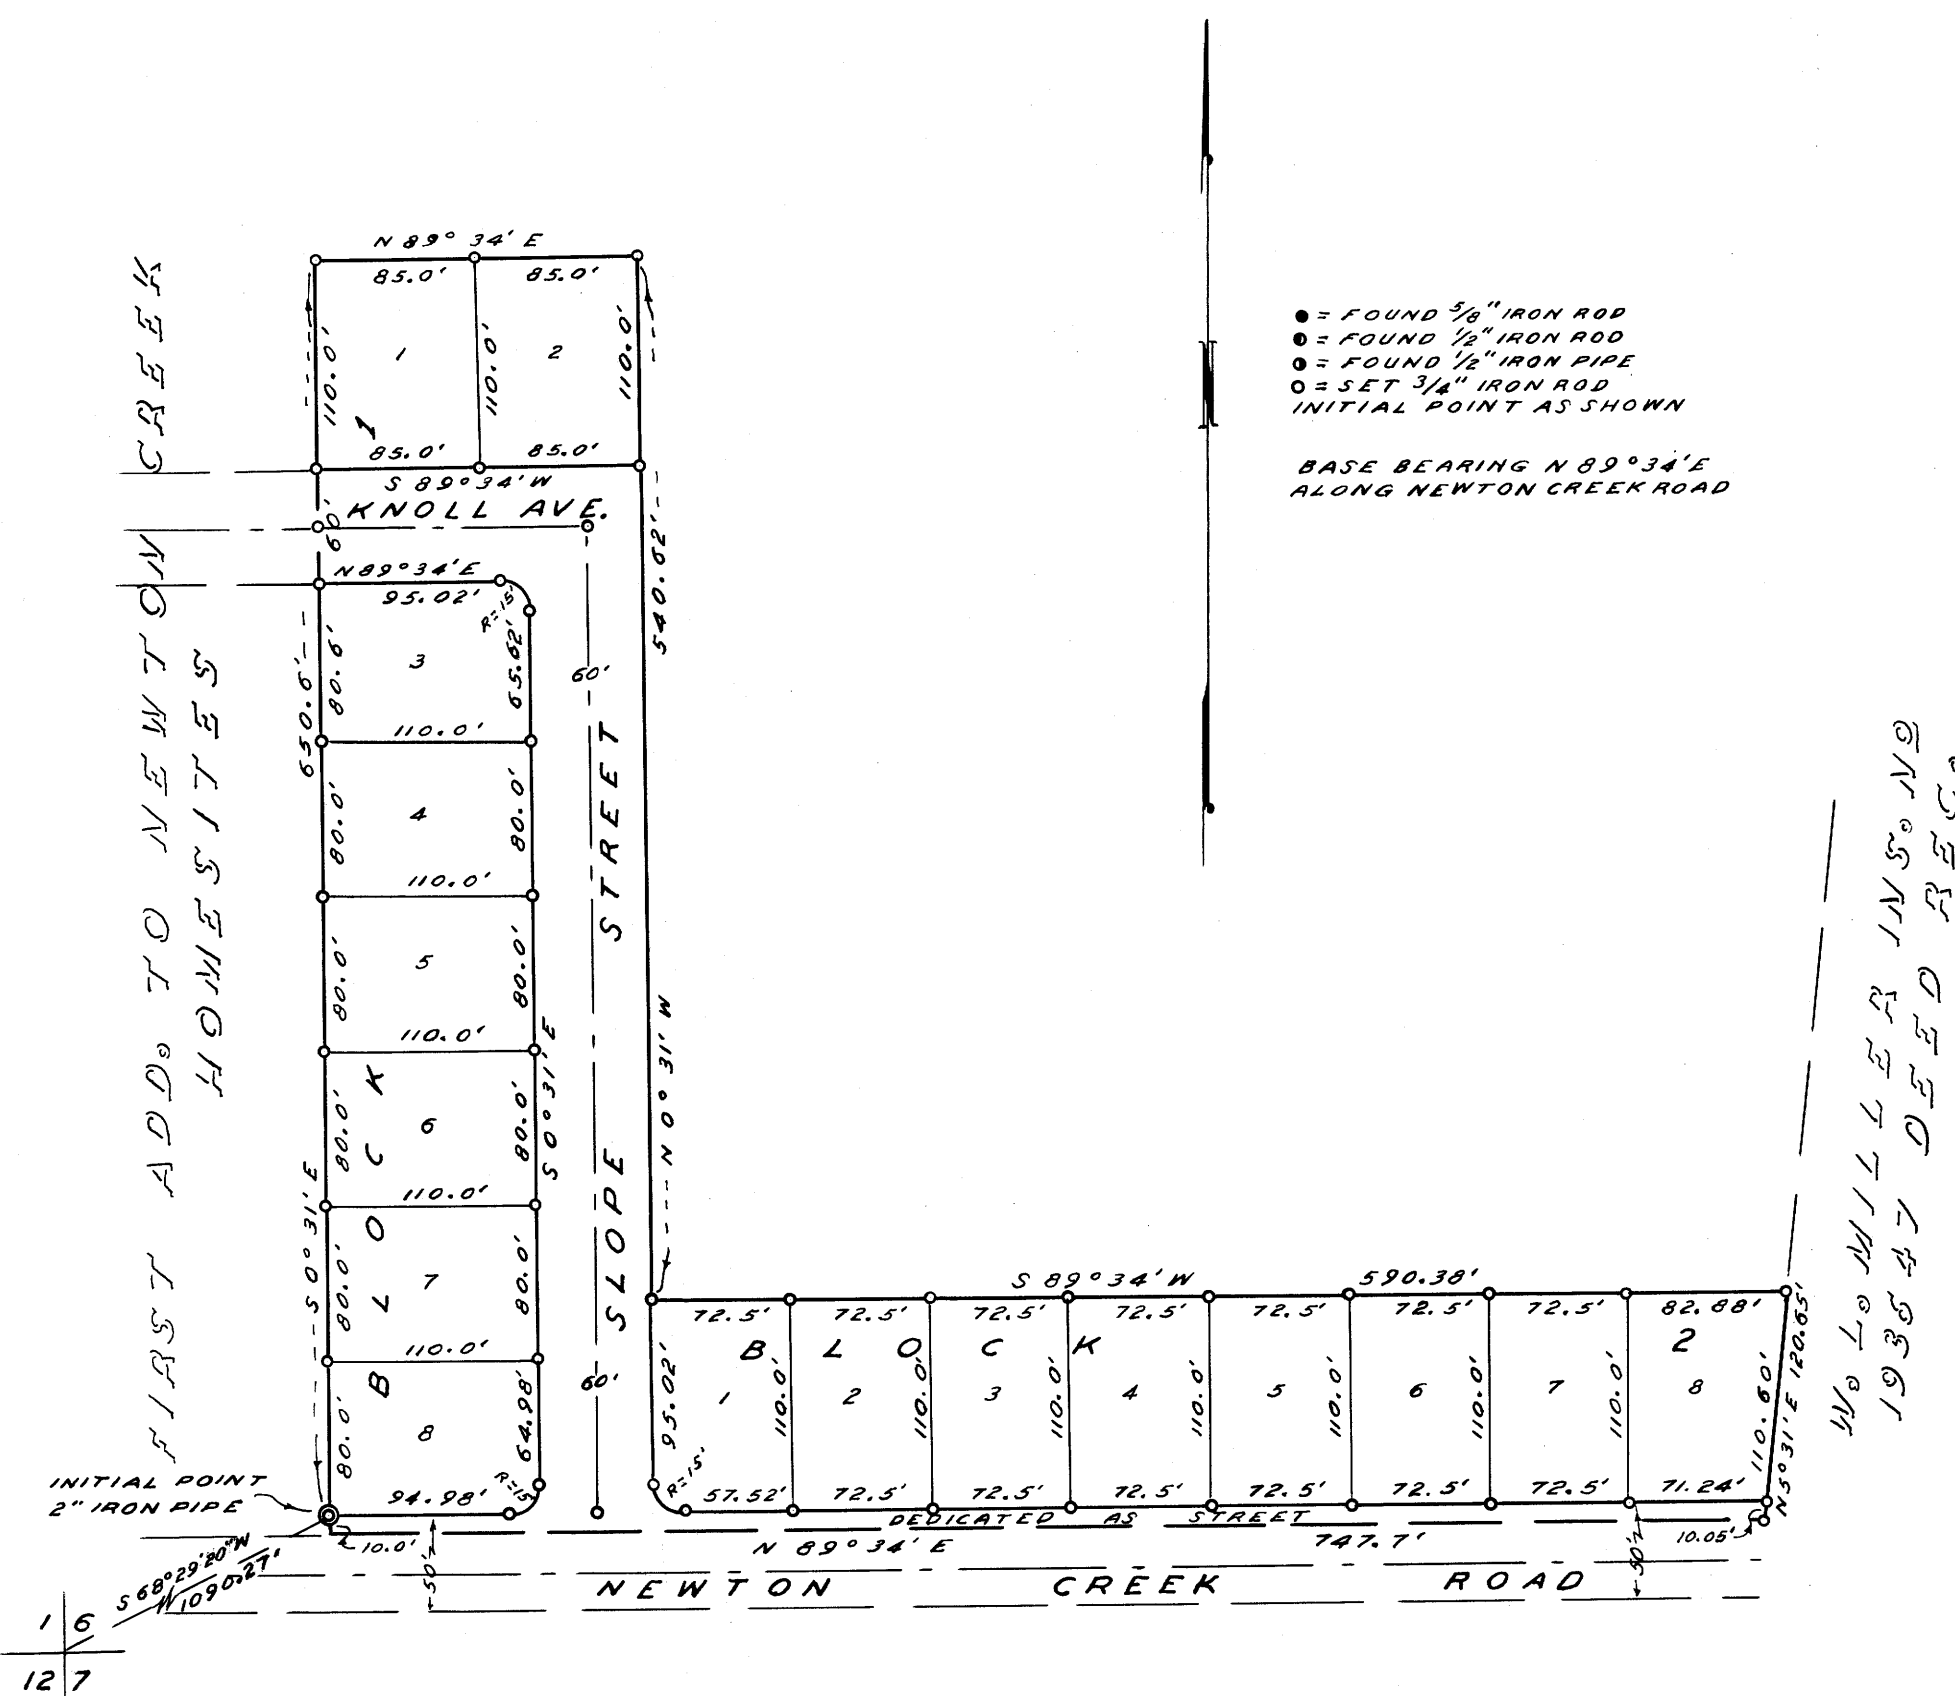 N 89° 34' E
85.0'
85.0'
110.0'
110.0'
110.0'
1
2
1
85.0'
85.0'
S 89° 34' W
KNOLL AVE.
60'
N 89° 34' E
95.02'
R=15'
80.6'
3
65.62'
110.0'
80.0'
4
80.0'
110.0'
80.0'
5
80.0'
110.0'
80.0'
6
80.0'
110.0'
80.0'
7
80.0'
110.0'
80.0'
8
64.98'
94.98'
R=15'
BLOCK
650.6'
S 0° 31' E
S 0° 31' E
60'
60'
SLOPE STREET
540.62'
N 0° 31' W
FIRST ADD. TO NEWTON CREEK
HOMESITES
● = FOUND 5/8" IRON ROD
◐ = FOUND 1/2" IRON ROD
◑ = FOUND 1/2" IRON PIPE
○ = SET 3/4" IRON ROD
INITIAL POINT AS SHOWN
BASE BEARING N 89° 34' E
ALONG NEWTON CREEK ROAD
N
S 89° 34' W
590.38'
72.5'
72.5'
72.5'
72.5'
72.5'
72.5'
72.5'
82.88'
BLOCK 2
95.02'
1
110.0'
2
110.0'
3
110.0'
4
110.0'
5
110.0'
6
110.0'
7
110.0'
8
110.60'
N 5° 31' E 120.65'
R=15'
57.52'
72.5'
72.5'
72.5'
72.5'
72.5'
72.5'
71.24'
DEDICATED AS STREET
N 89° 34' E
747.7'
10.05'
10.0'
50'
50'
NEWTON CREEK ROAD
INITIAL POINT
2" IRON PIPE
S 68° 29' 20" W
1090.27'
1 6
12 7
W. L. MILLER INS. NO
193547 DEED